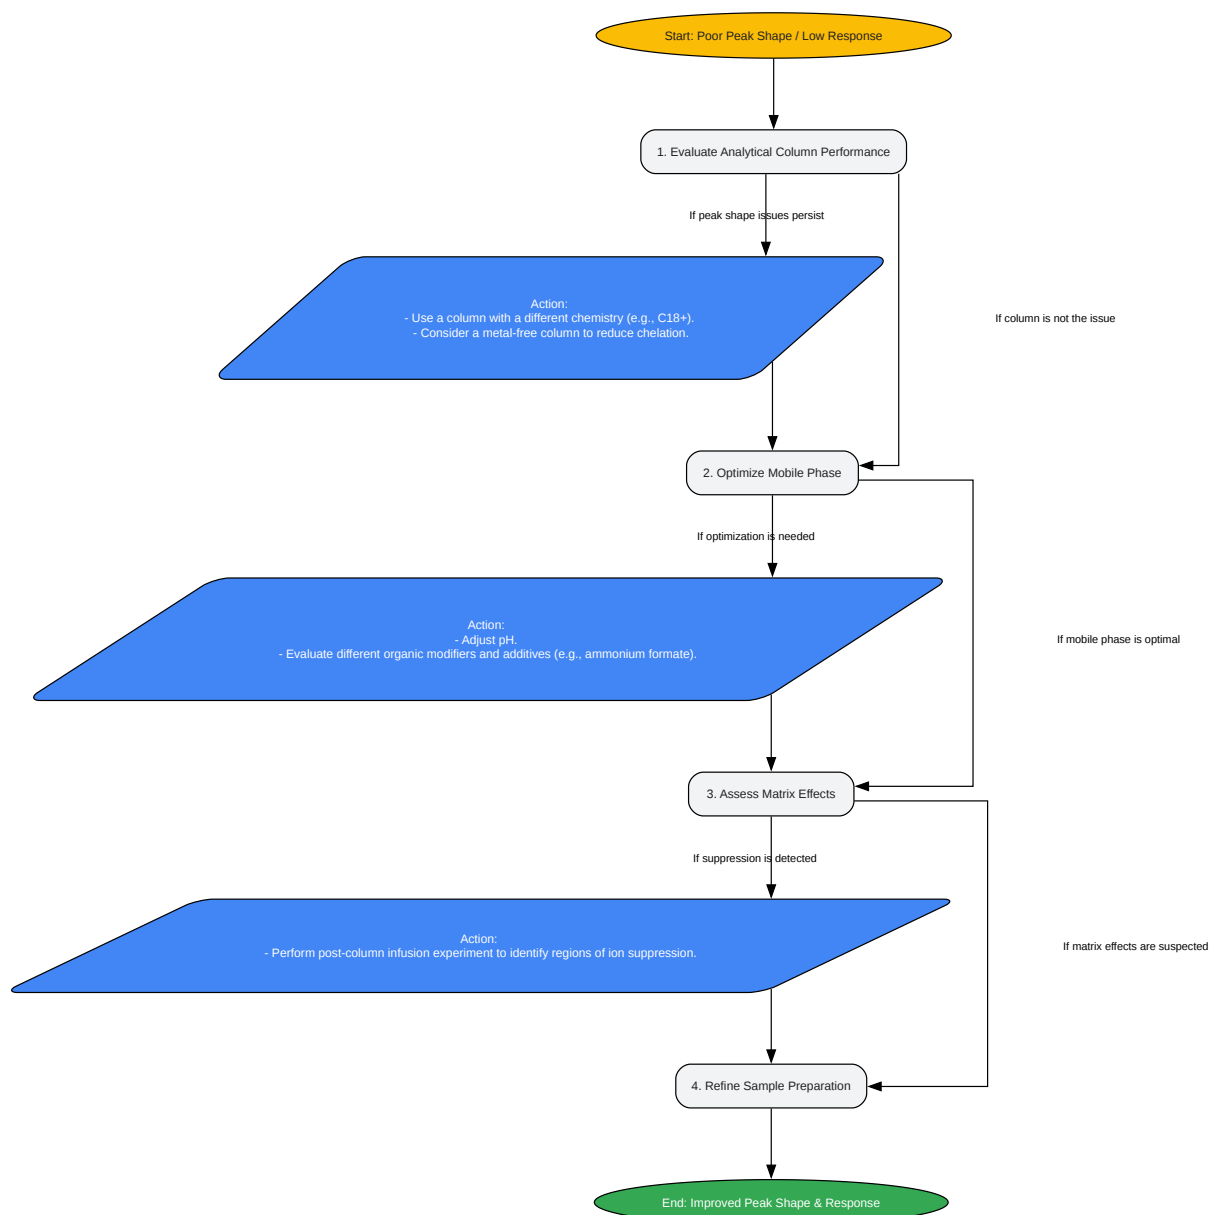 Start: Poor Peak Shape / Low Response
1. Evaluate Analytical Column Performance
If peak shape issues persist
Action:
- Use a column with a different chemistry (e.g., C18+).
- Consider a metal-free column to reduce chelation.
If column is not the issue
2. Optimize Mobile Phase
If optimization is needed
Action:
- Adjust pH.
- Evaluate different organic modifiers and additives (e.g., ammonium formate).
If mobile phase is optimal
3. Assess Matrix Effects
If suppression is detected
Action:
- Perform post-column infusion experiment to identify regions of ion suppression.
If matrix effects are suspected
4. Refine Sample Preparation
End: Improved Peak Shape & Response